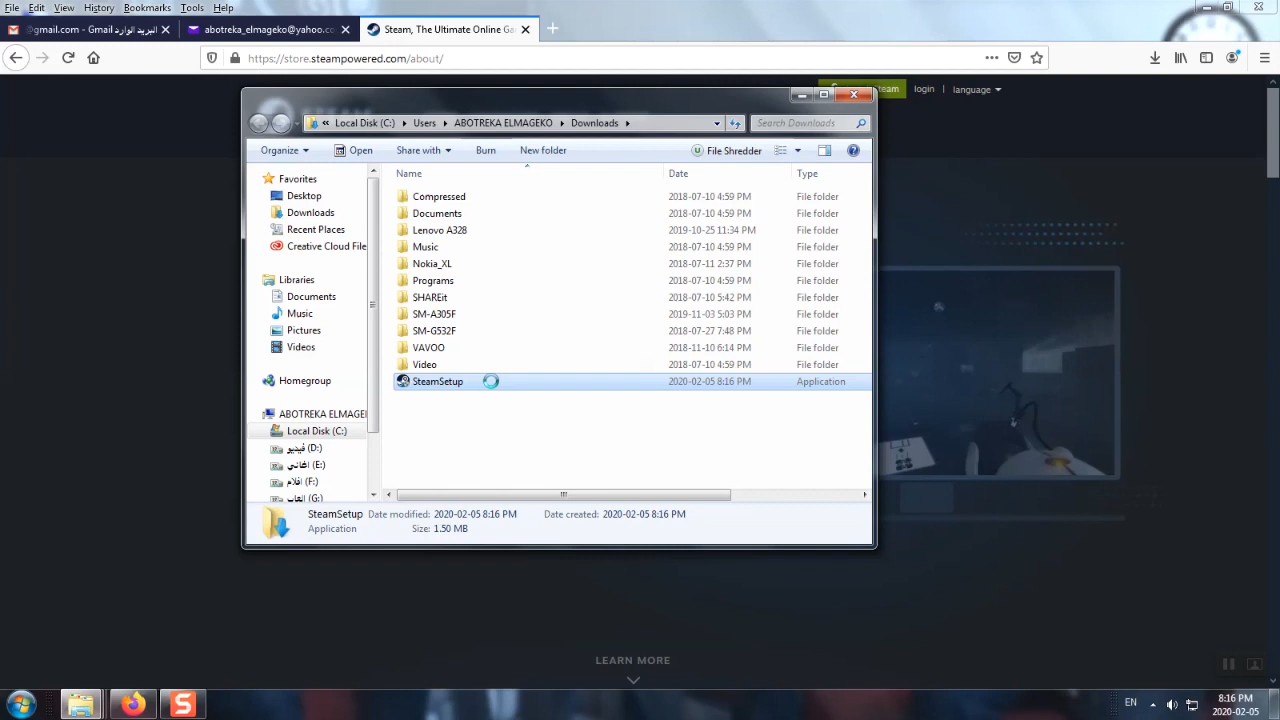 File Edit View History Bookmarks Tools Help
@gmail.com - Gmail البريد الوارد
abotreka_elmageko@yahoo.co
Steam, The Ultimate Online Ga
https://store.steampowered.com/about/
login
language
Local Disk (C:) Users ABOTREKA ELMAGEKO Downloads
Search Downloads
Organize Open Share with Burn New folder File Shredder
Name Date Type
Favorites
Desktop
Downloads
Recent Places
Creative Cloud File
Libraries
Documents
Music
Pictures
Videos
Homegroup
ABOTREKA ELMAGE
Local Disk (C:)
فيديو (D:)
اغاني (E:)
افلام (F:)
العاب (G:)
Compressed 2018-07-10 4:59 PM File folder
Documents 2018-07-10 4:59 PM File folder
Lenovo A328 2019-10-25 11:34 PM File folder
Music 2018-07-10 4:59 PM File folder
Nokia_XL 2018-07-11 2:37 PM File folder
Programs 2018-07-10 4:59 PM File folder
SHAREit 2018-07-10 5:42 PM File folder
SM-A305F 2019-11-03 5:03 PM File folder
SM-G532F 2018-07-27 7:48 PM File folder
VAVOO 2018-11-10 6:14 PM File folder
Video 2018-07-10 4:59 PM File folder
SteamSetup 2020-02-05 8:16 PM Application
SteamSetup Date modified: 2020-02-05 8:16 PM Date created: 2020-02-05 8:16 PM
Application Size: 1.50 MB
LEARN MORE
EN
8:16 PM
2020-02-05